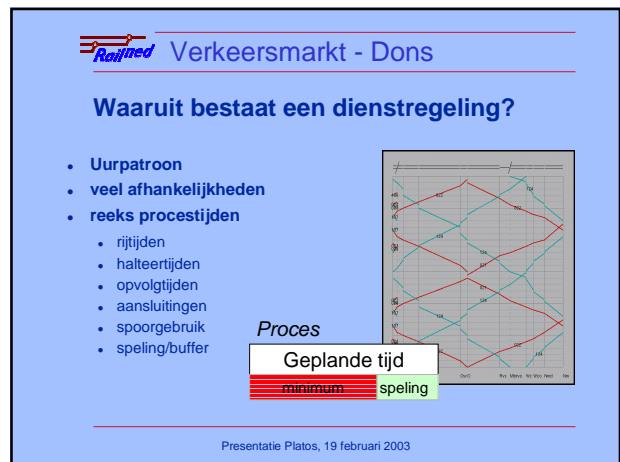 Railned
Verkeersmarkt - Dons
Waaruit bestaat een dienstregeling?
• Uurpatroon
• veel afhankelijkheden
• reeks procestijden
• rijtijden
• halteertijden
• opvolgtijden
• aansluitingen
• spoorgebruik
• speling/buffer
Proces
Geplande tijd
minimum speling
Presentatie Platos, 19 februari 2003